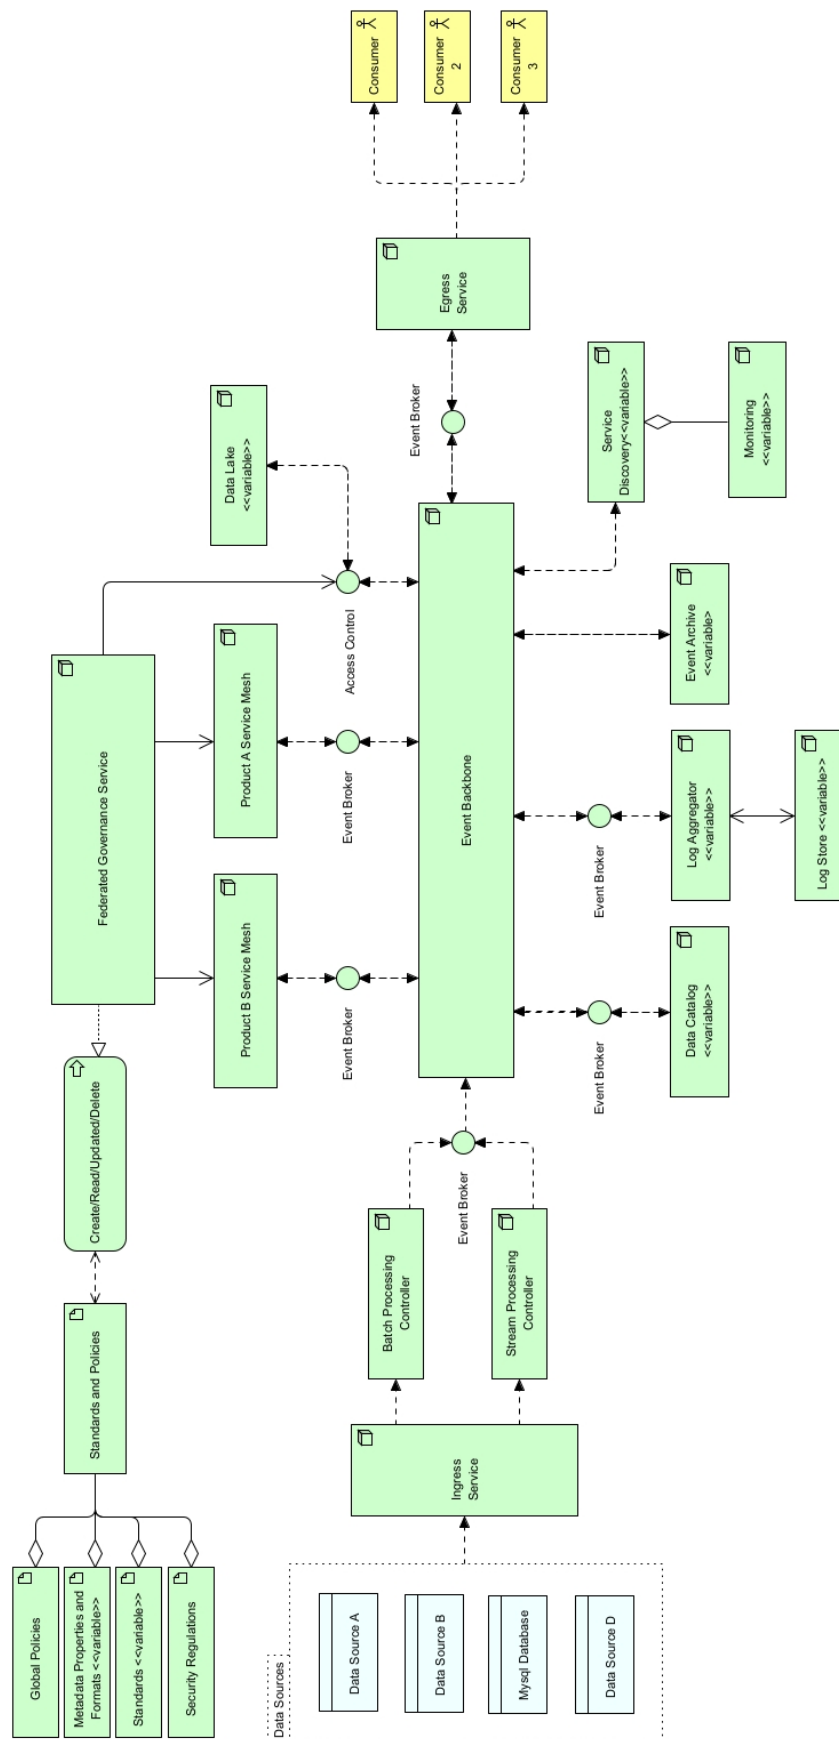 Global Policies
Metadata Properties and
Formats <<variable>>
Standards <<variable>>
Security Regulations
Standards and Policies
Create/Read/Updated/Delete
Federated Governance Service
Product B Service Mesh
Product A Service Mesh
Data Lake
<<variable>>
Event Broker
Event Broker
Access Control
Data Sources
Data Source A
Data Source B
Mysql Database
Data Source D
Ingress
Service
Batch Processing
Controller
Stream Processing
Controller
Event Broker
Event Backbone
Event Broker
Egress
Service
Consumer
Consumer
2
Consumer
3
Event Broker
Event Broker
Data Catalog
<<variable>>
Log Aggregator
<<variable>>
Event Archive
<<variable>
Service
Discovery<<variable>>
Monitoring
<<variable>>
Log Store <<variable>>